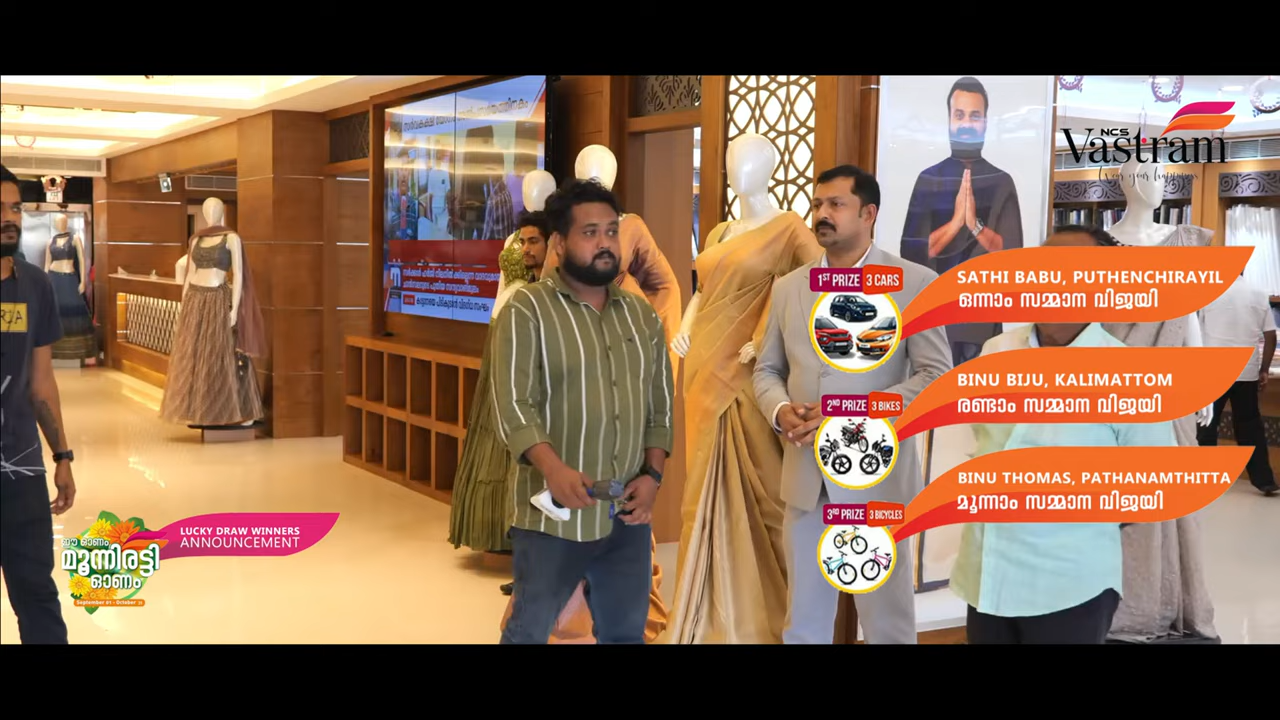 NCS
Vastram
1ST PRIZE 3 CARS
SATHI BABU, PUTHENCHIRAYIL
ഒന്നാം സമ്മാന വിജയി
2ND PRIZE 3 BIKES
BINU BIJU, KALIMATTOM
രണ്ടാം സമ്മാന വിജയി
3RD PRIZE 3 BICYCLES
BINU THOMAS, PATHANAMTHITTA
മൂന്നാം സമ്മാന വിജയി
LUCKY DRAW WINNERS
ANNOUNCEMENT
ഈ ഓണം
മൂന്നിരട്ടി
ഓണം